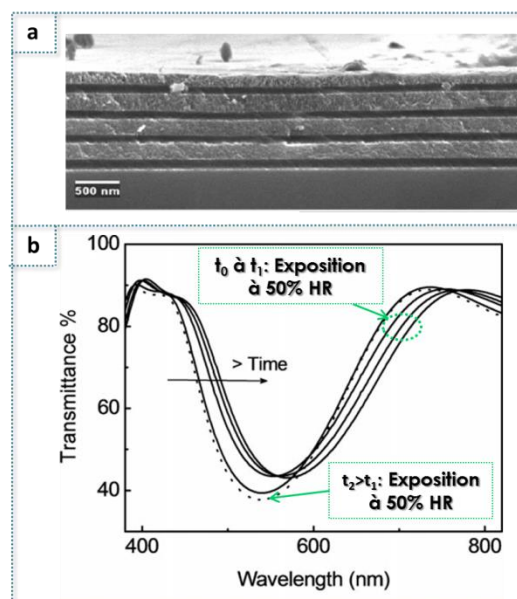 a
500 nm
b
100
80
60
40
Transmittance %
t₀ à t₁: Exposition
à 50% HR
> Time
t₂>t₁: Exposition
à 50% HR
400
600
800
Wavelength (nm)